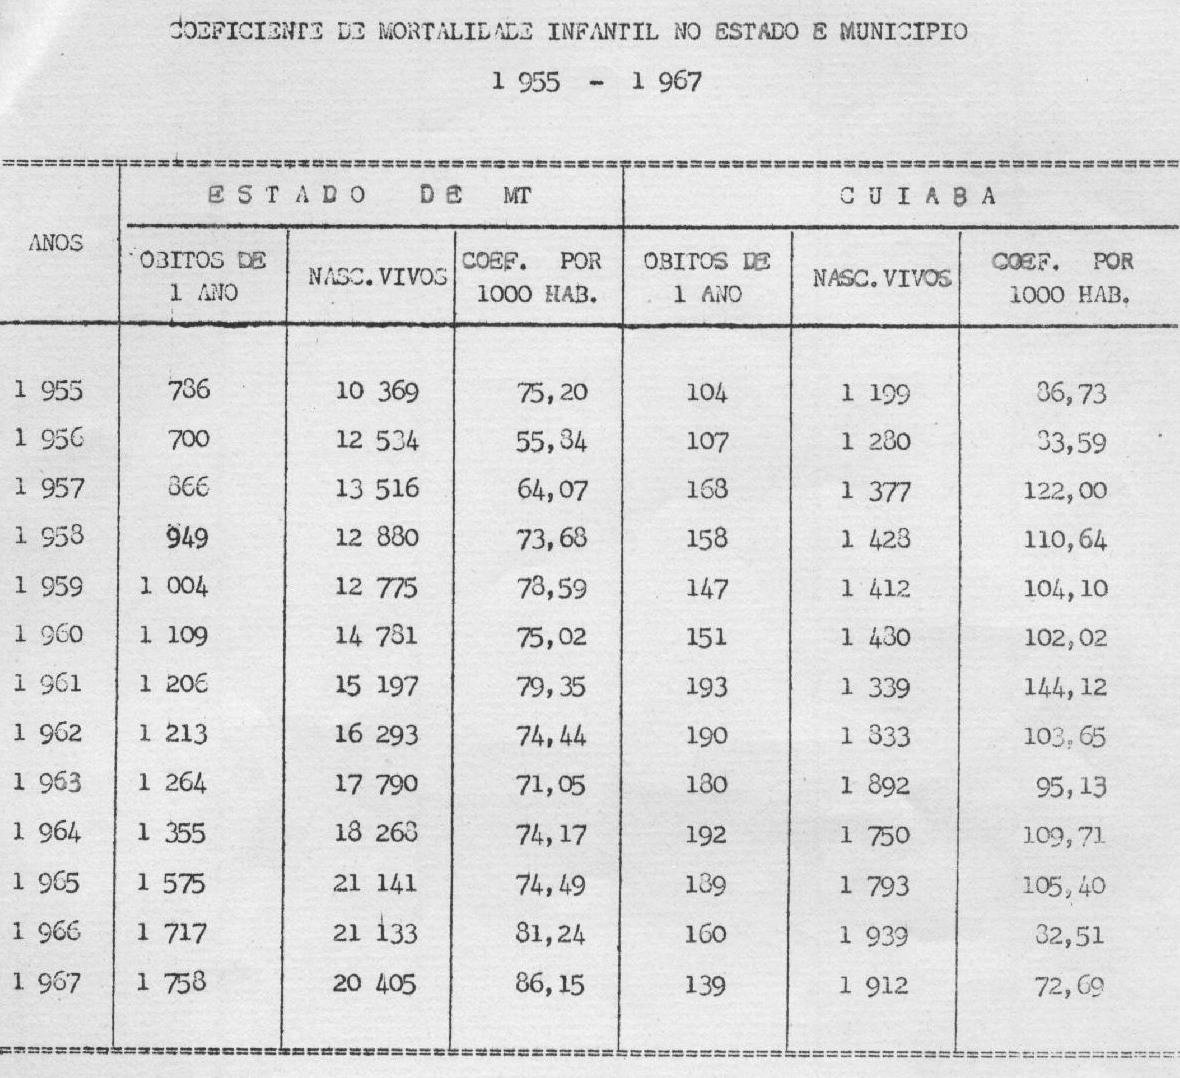 COEFICIENTE DE MORTALIDADE INFANTIL NO ESTADO E MUNICIPIO
1 955 - 1 967
ESTADO DE MT CUIABA
ANOS OBITOS DE 1 ANO NASC.VIVOS COEF. POR 1000 HAB. OBITOS DE 1 ANO NASC.VIVOS COEF. POR 1000 HAB.
1 955 786 10 369 75,20 104 1 199 86,73
1 956 700 12 534 55,84 107 1 280 83,59
1 957 866 13 516 64,07 168 1 377 122,00
1 958 949 12 880 73,68 158 1 428 110,64
1 959 1 004 12 775 78,59 147 1 412 104,10
1 960 1 109 14 781 75,02 151 1 480 102,02
1 961 1 206 15 197 79,35 193 1 339 144,12
1 962 1 213 16 293 74,44 190 1 833 103,65
1 963 1 264 17 790 71,05 180 1 892 95,13
1 964 1 355 18 268 74,17 192 1 750 109,71
1 965 1 575 21 141 74,49 189 1 793 105,40
1 966 1 717 21 133 81,24 160 1 939 82,51
1 967 1 758 20 405 86,15 139 1 912 72,69